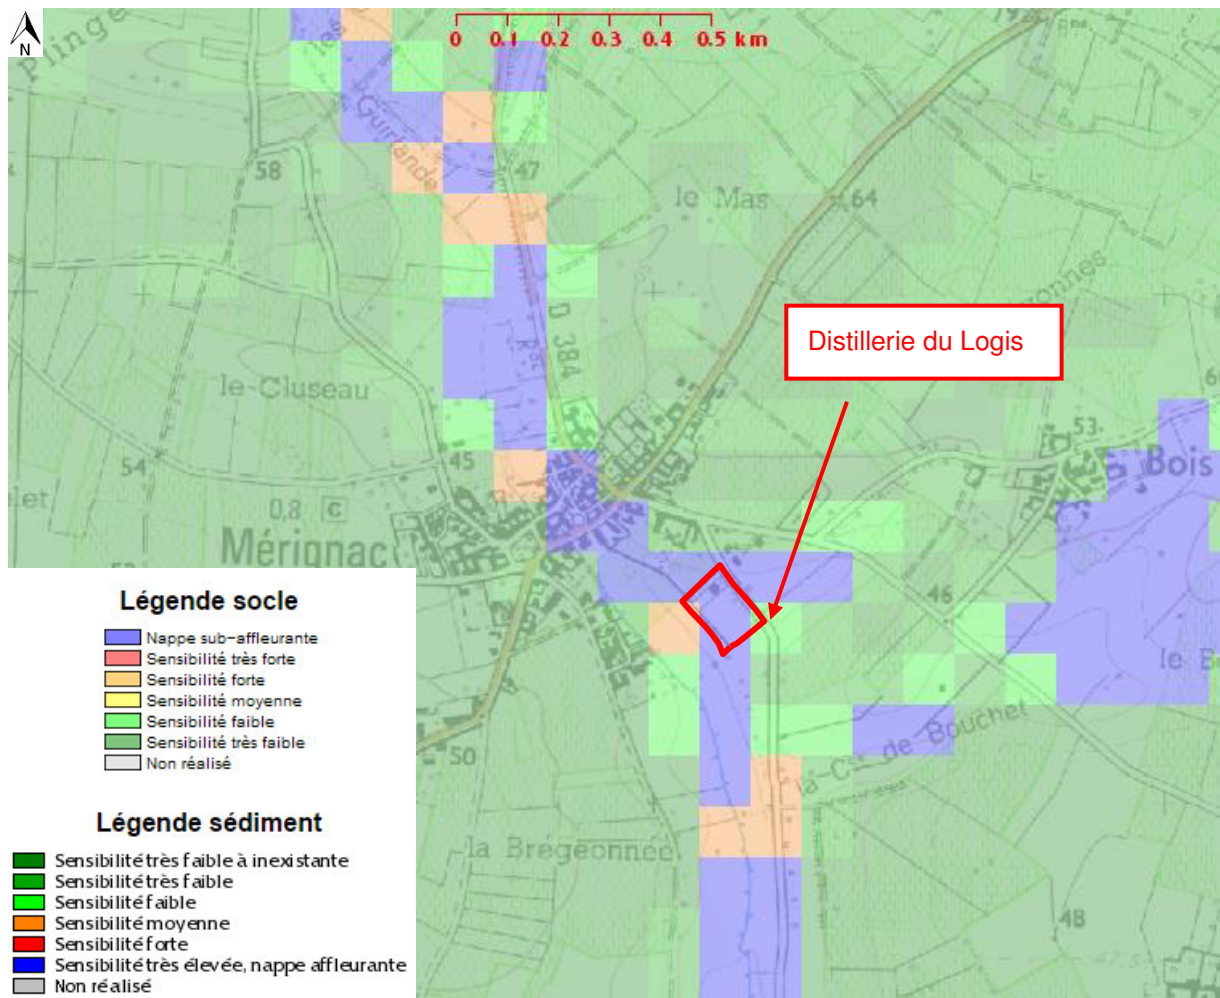 N
0 0.1 0.2 0.3 0.4 0.5 km
Guirlande
58
47
le Mas
64
D 384
Distillerie du Logis
le-Cluseau
53
54
45
Bois
0,8 C
Mérignac
46
50
la Brégeonnée
48
Légende socle
Nappe sub-affleurante
Sensibilité très forte
Sensibilité forte
Sensibilité moyenne
Sensibilité faible
Sensibilité très faible
Non réalisé
Légende sédiment
Sensibilité très faible à inexistante
Sensibilité très faible
Sensibilité faible
Sensibilité moyenne
Sensibilité forte
Sensibilité très élevée, nappe affleurante
Non réalisé